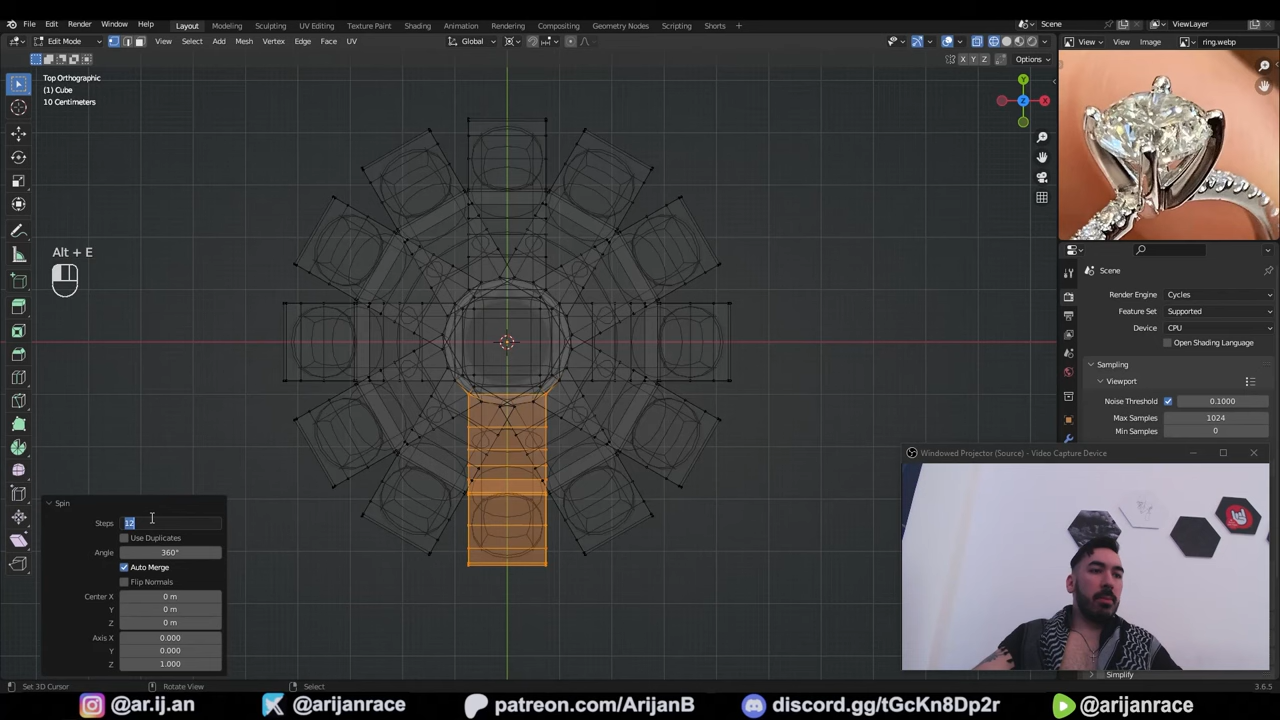 File Edit Render Window Help Layout Modeling Sculpting UV Editing Texture Paint Shading Animation Rendering Compositing Geometry Nodes Scripting Shorts + Scene ViewLayer
Edit Mode View Select Add Mesh Vertex Edge Face UV Global X Y Z Options View View Image ring.webp
Top Orthographic
(1) Cube
10 Centimeters
Y
Z X
Alt + E
Scene
Render Engine Cycles
Feature Set Supported
Device CPU
Open Shading Language
Sampling
Viewport
Noise Threshold 0.1000
Max Samples 1024
Min Samples 0
Windowed Projector (Source) - Video Capture Device
Spin
Steps 12
Use Duplicates
Angle 360°
Auto Merge
Flip Normals
Center X 0 m
Y 0 m
Z 0 m
Axis X 0.000
Y 0.000
Z 1.000
Simplify
Set 3D Cursor Rotate View Select 3.6.5
@ar.ij.an @arijanrace patreon.com/ArijanB discord.gg/tGcKn8Dp2r @arijanrace